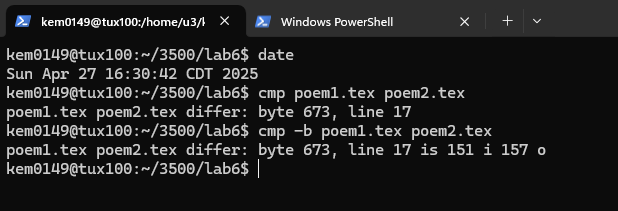 kem0149@tux100:/home/u3/k
Windows PowerShell
kem0149@tux100:~/3500/lab6$ date
Sun Apr 27 16:30:42 CDT 2025
kem0149@tux100:~/3500/lab6$ cmp poem1.tex poem2.tex
poem1.tex poem2.tex differ: byte 673, line 17
kem0149@tux100:~/3500/lab6$ cmp -b poem1.tex poem2.tex
poem1.tex poem2.tex differ: byte 673, line 17 is 151 i 157 o
kem0149@tux100:~/3500/lab6$